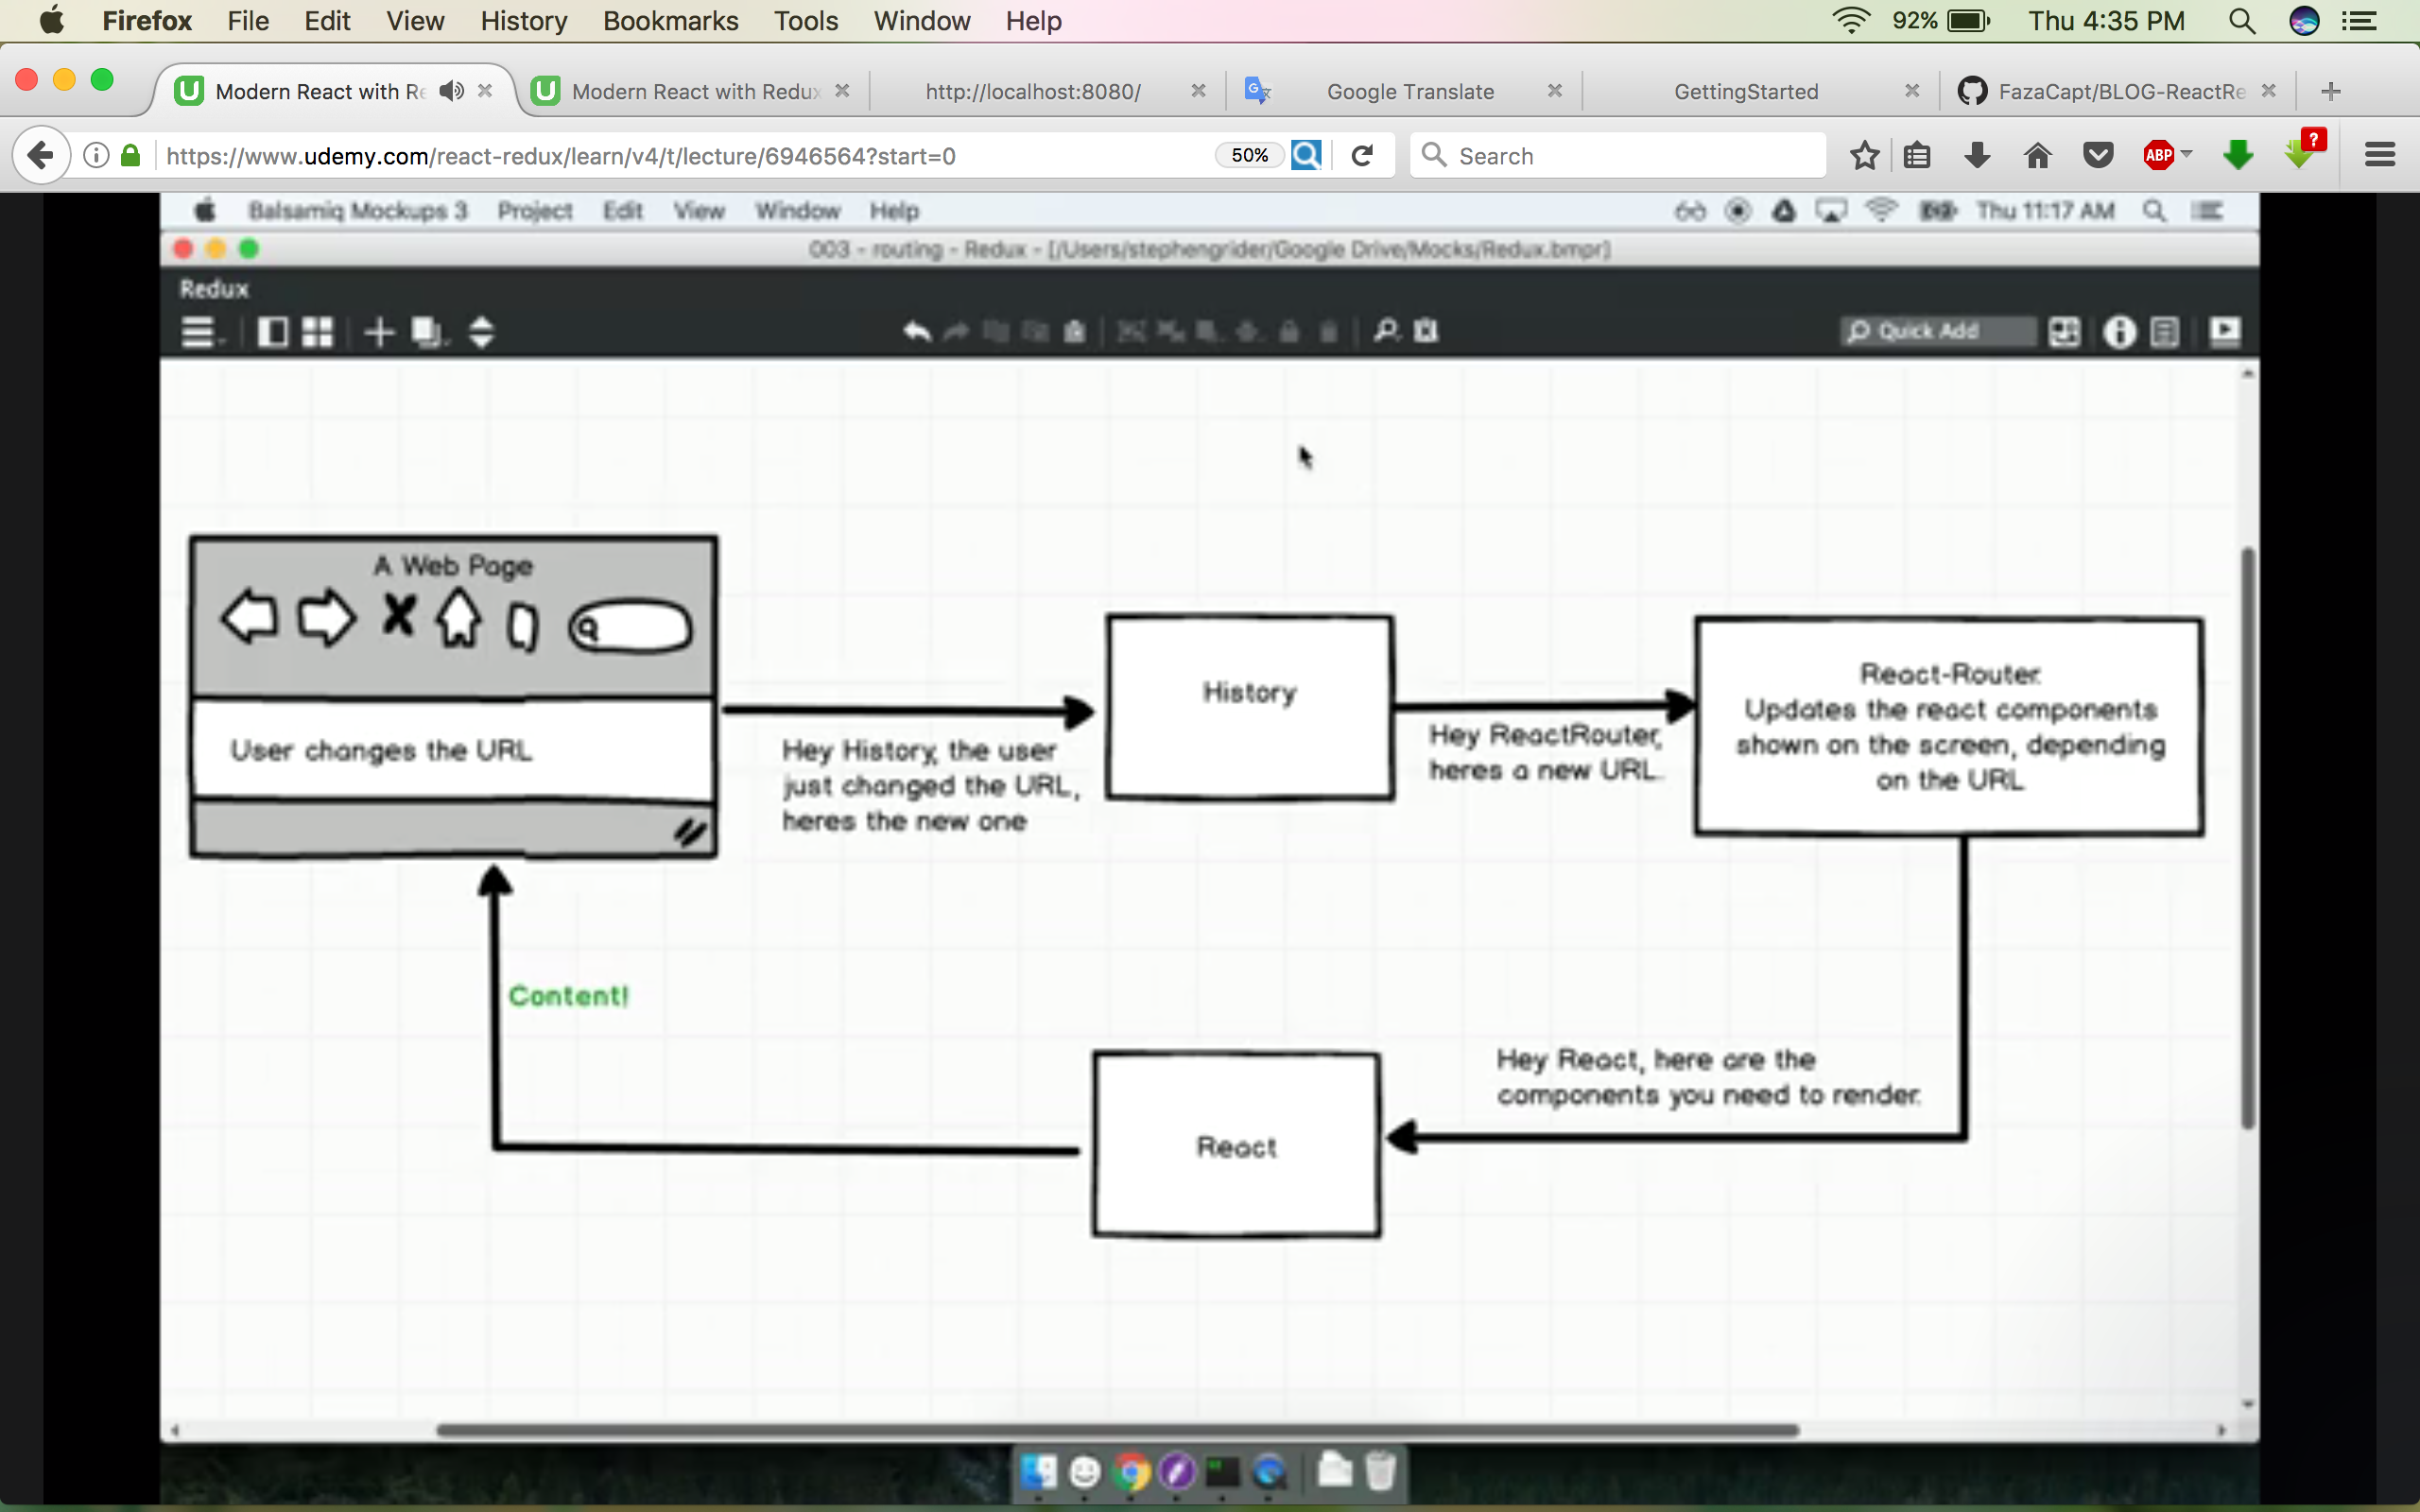 Firefox File Edit View History Bookmarks Tools Window Help 92% Thu 4:35 PM
Modern React with Re Modern React with Redux http://localhost:8080/ Google Translate GettingStarted FazaCapt/BLOG-ReactRe
https://www.udemy.com/react-redux/learn/v4/t/lecture/6946564?start=0 50% Search ABP ?
Balsamiq Mockups 3 Project Edit View Window Help Thu 11:17 AM
003 - routing - Redux - [/Users/stephengrider/Google Drive/Mocks/Redux.bmpr]
Redux
Quick Add
A Web Page
User changes the URL
Hey History, the user
just changed the URL,
heres the new one
History
Hey ReactRouter,
heres a new URL.
React-Router.
Updates the react components
shown on the screen, depending
on the URL
Content!
Hey React, here are the
components you need to render.
React